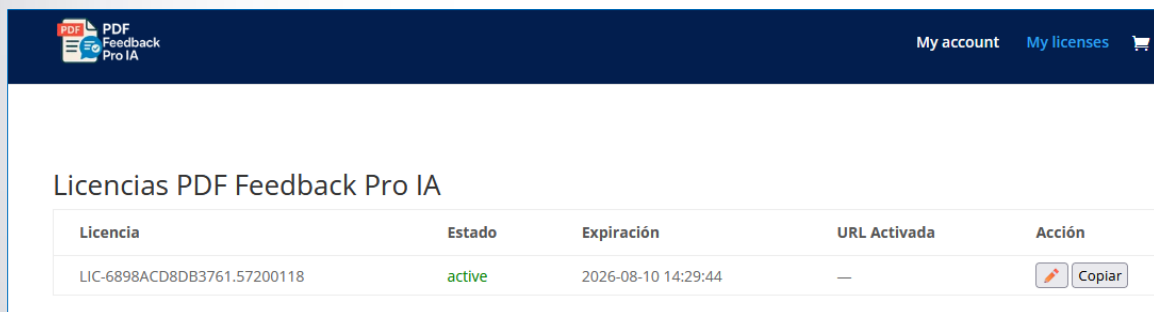 PDF
PDF
Feedback
Pro IA
My account My licenses
Licencias PDF Feedback Pro IA
Licencia Estado Expiración URL Activada Acción
LIC-6898ACD8DB3761.57200118 active 2026-08-10 14:29:44 — Copiar